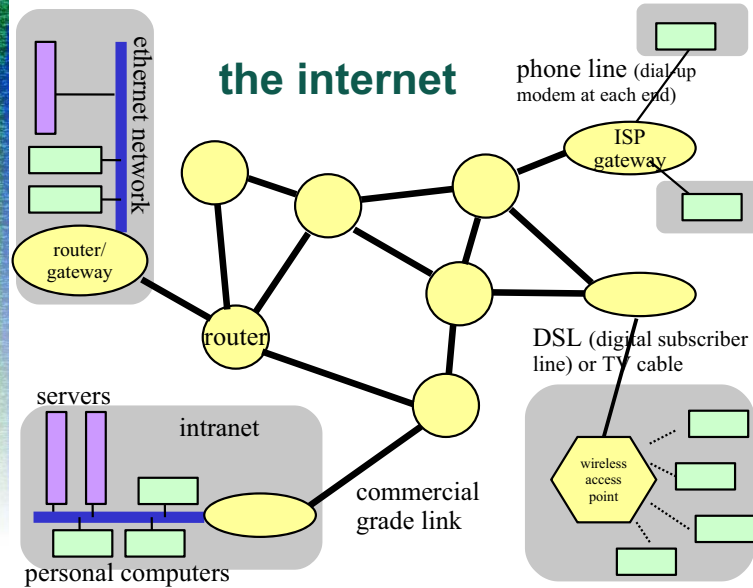 the internet
ethernet network
router/
gateway
phone line (dial-up
modem at each end)
ISP
gateway
router
DSL (digital subscriber
line) or TV cable
servers
intranet
commercial
grade link
personal computers
wireless
access
point